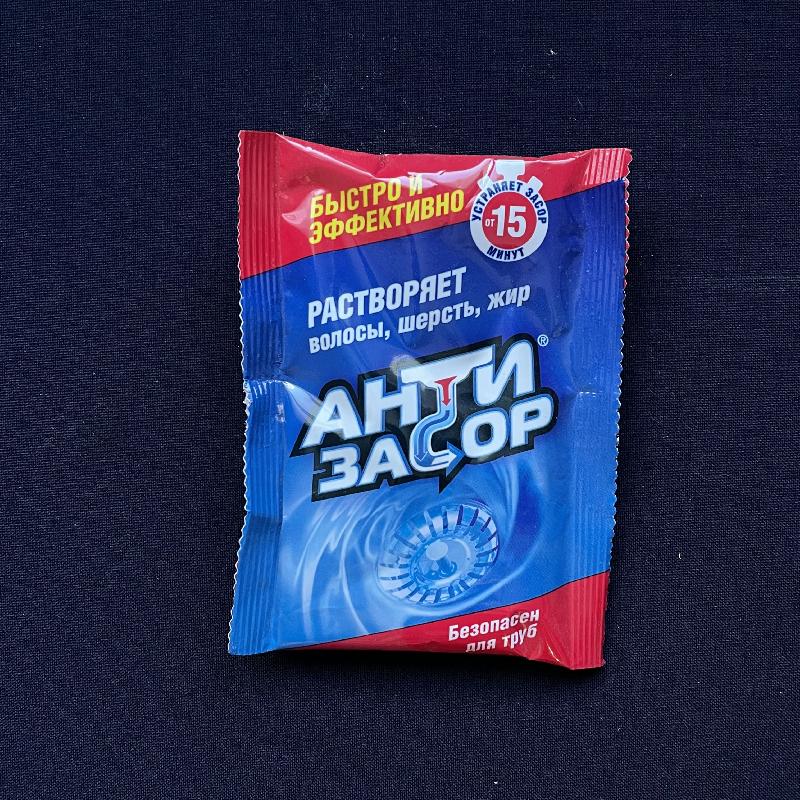 БЫСТРО И
ЭФФЕКТИВНО
УСТРАНЯЕТ ЗАСОР
от 15
МИНУТ
РАСТВОРЯЕТ
волосы, шерсть, жир
АНТИ®
ЗАСОР
Безопасен
для труб